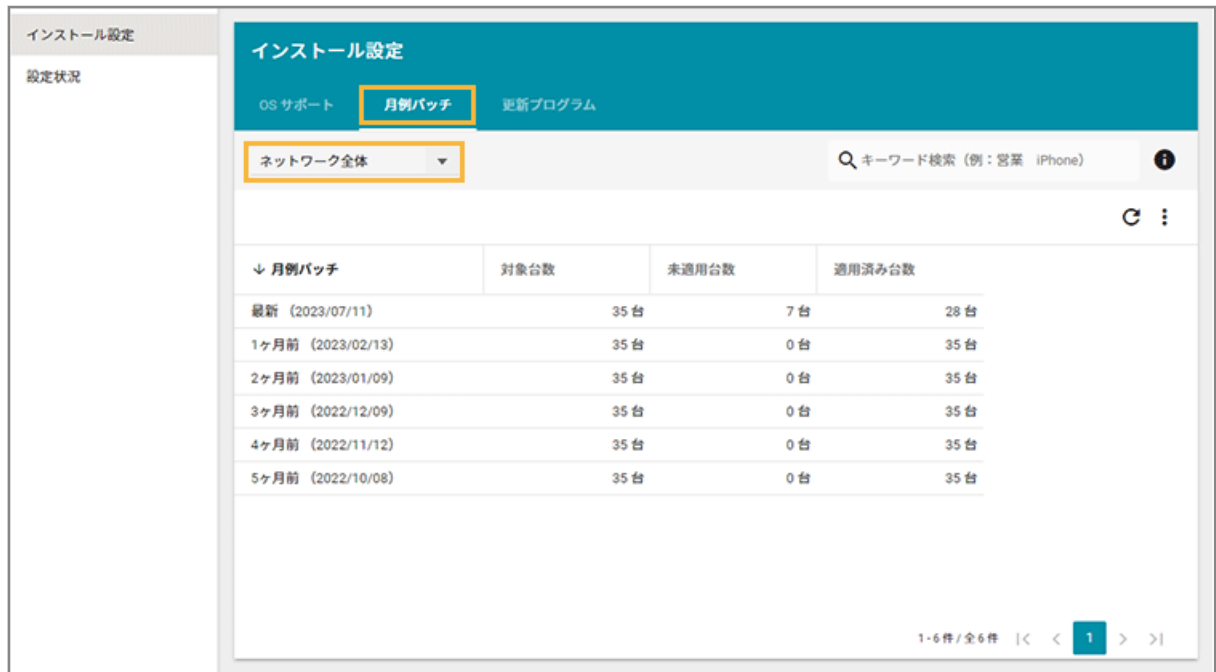 インストール設定
設定状況
インストール設定
OS サポート 月例パッチ 更新プログラム
ネットワーク全体 キーワード検索（例：営業 iPhone）
月例パッチ 対象台数 未適用台数 適用済み台数
最新 （2023/07/11） 35 台 7 台 28 台
1ヶ月前 （2023/02/13） 35 台 0 台 35 台
2ヶ月前 （2023/01/09） 35 台 0 台 35 台
3ヶ月前 （2022/12/09） 35 台 0 台 35 台
4ヶ月前 （2022/11/12） 35 台 0 台 35 台
5ヶ月前 （2022/10/08） 35 台 0 台 35 台
1-6 件 / 全 6 件 1